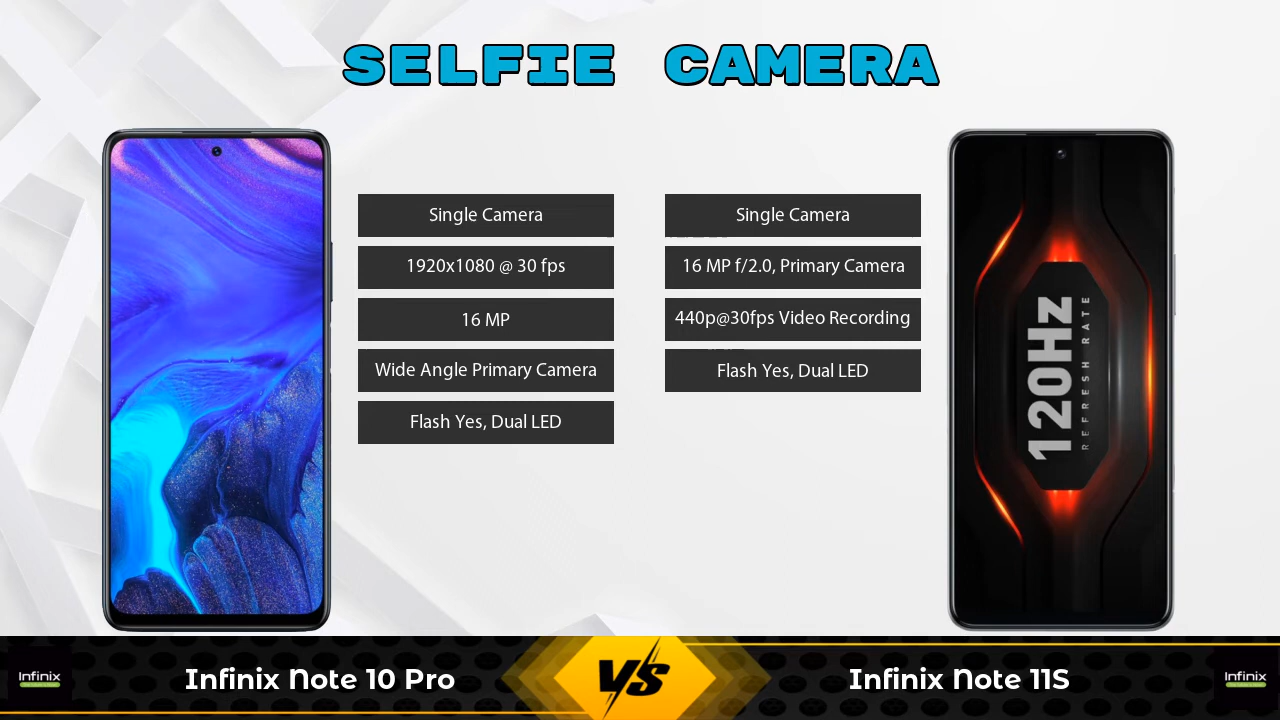 SELFIE CAMERA
Single Camera
1920x1080 @ 30 fps
16 MP
Wide Angle Primary Camera
Flash Yes, Dual LED
Single Camera
16 MP f/2.0, Primary Camera
440p@30fps Video Recording
Flash Yes, Dual LED
120Hz
REFRESH RATE
Infinix
Infinix Note 10 Pro
VS
Infinix Note 11S
Infinix